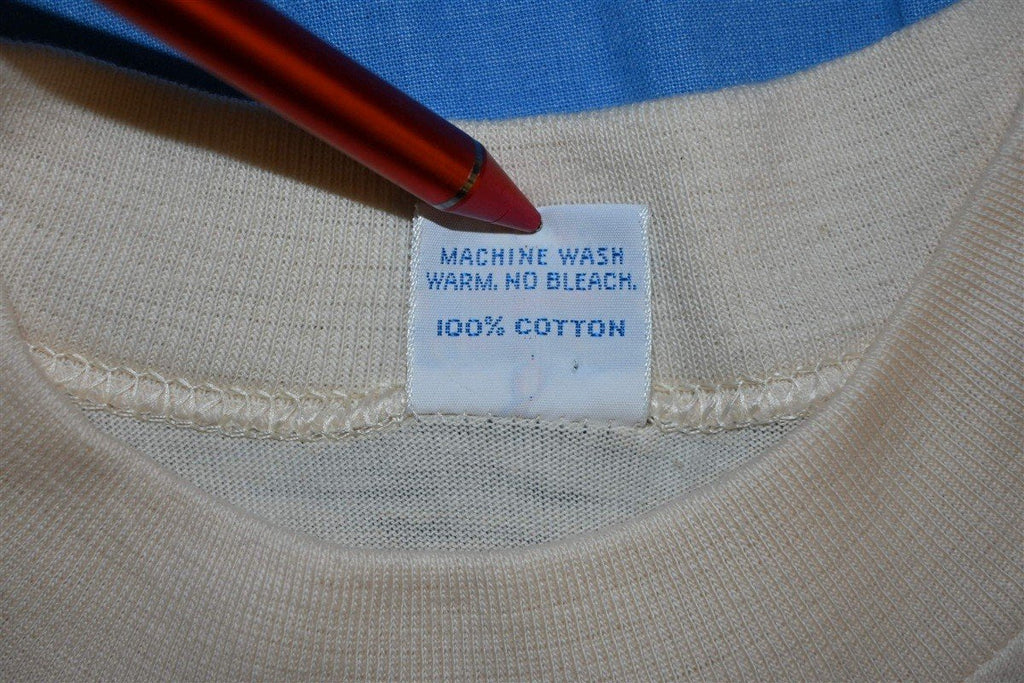 MACHINE WASH
WARM. NO BLEACH.
100% COTTON